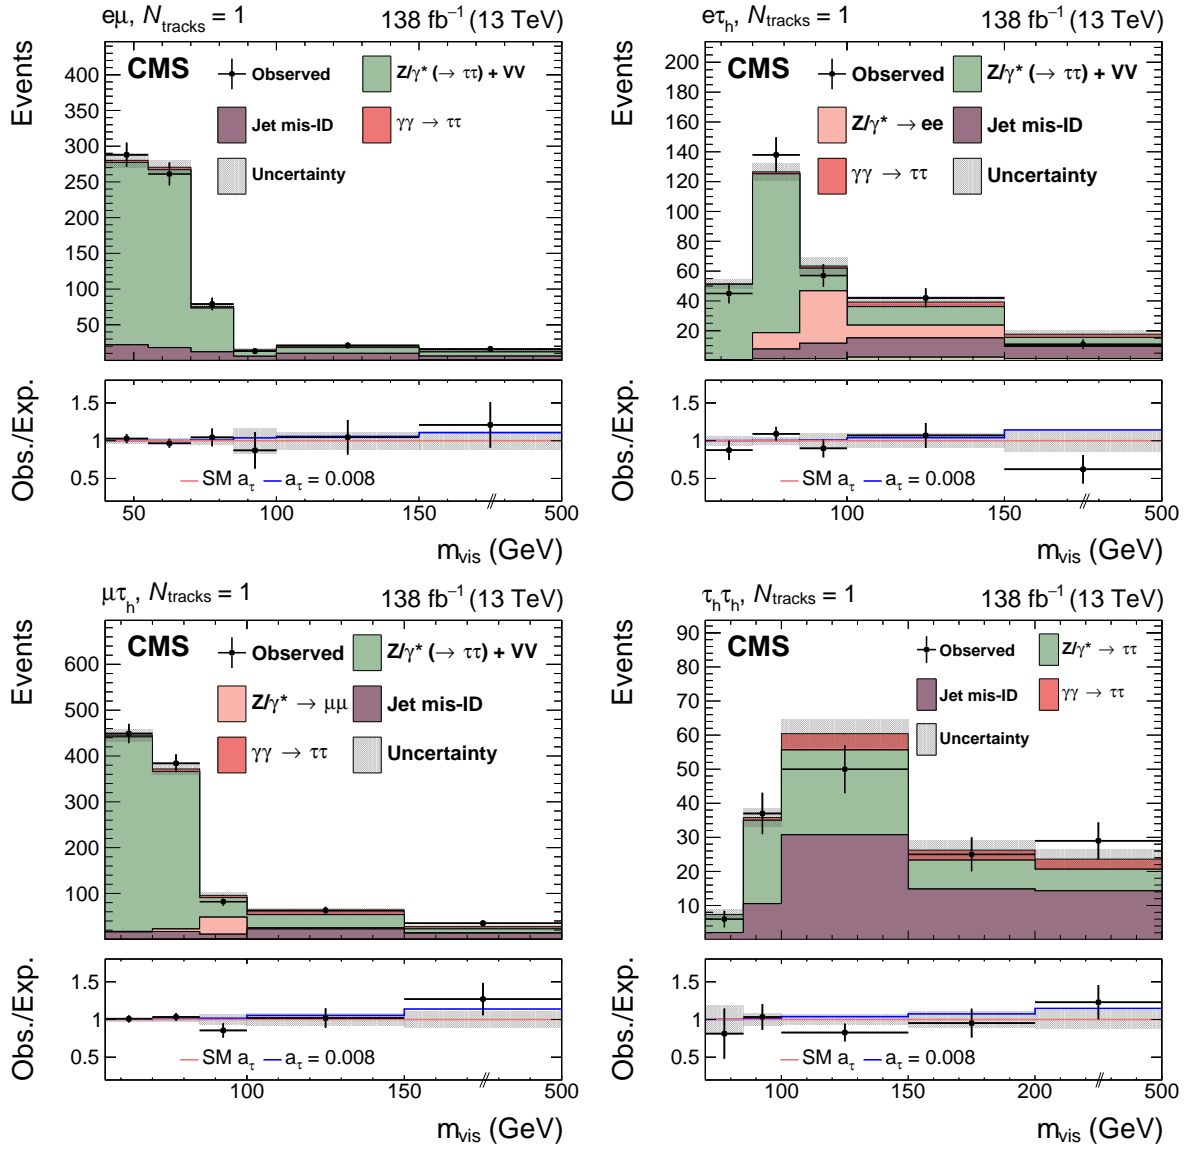 eμ, N_tracks = 1
138 fb⁻¹ (13 TeV)
Events
CMS
Observed
Z/γ* (→ ττ) + VV
Jet mis-ID
γγ → ττ
Uncertainty
400
350
300
250
200
150
100
50
Obs./Exp.
1.5
1
0.5
SM a_τ
a_τ = 0.008
50
100
150
500
m_vis (GeV)
eτ_h, N_tracks = 1
138 fb⁻¹ (13 TeV)
Events
CMS
Observed
Z/γ* (→ ττ) + VV
Z/γ* → ee
Jet mis-ID
γγ → ττ
Uncertainty
200
180
160
140
120
100
80
60
40
20
Obs./Exp.
1.5
1
0.5
SM a_τ
a_τ = 0.008
100
150
500
m_vis (GeV)
μτ_h, N_tracks = 1
138 fb⁻¹ (13 TeV)
Events
CMS
Observed
Z/γ* (→ ττ) + VV
Z/γ* → μμ
Jet mis-ID
γγ → ττ
Uncertainty
600
500
400
300
200
100
Obs./Exp.
1.5
1
0.5
SM a_τ
a_τ = 0.008
100
150
500
m_vis (GeV)
τ_hτ_h, N_tracks = 1
138 fb⁻¹ (13 TeV)
Events
CMS
Observed
Z/γ* → ττ
Jet mis-ID
γγ → ττ
Uncertainty
90
80
70
60
50
40
30
20
10
Obs./Exp.
1.5
1
0.5
SM a_τ
a_τ = 0.008
100
150
200
500
m_vis (GeV)